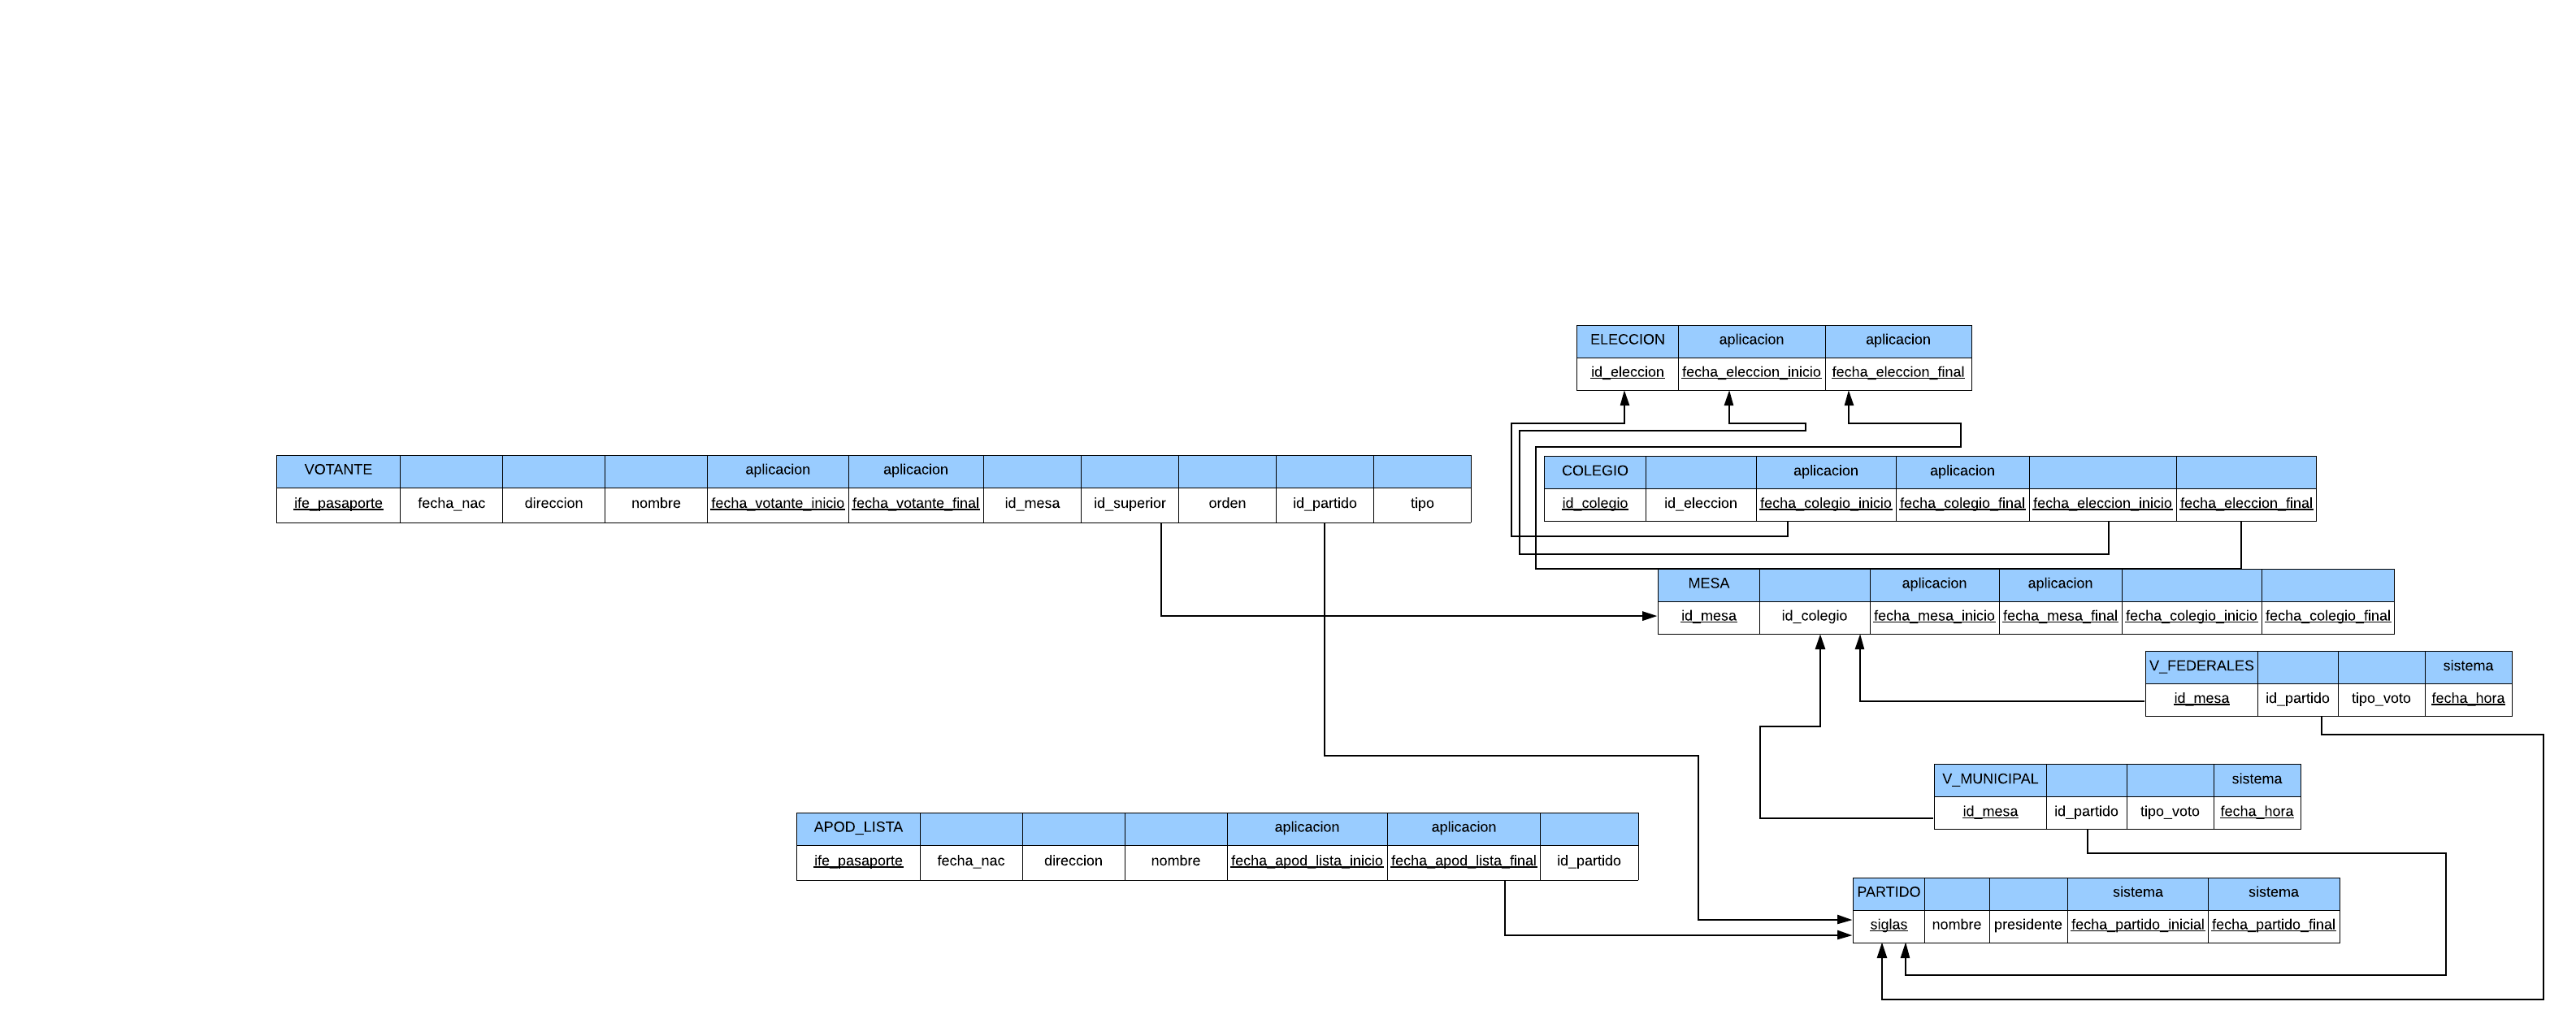 ELECCION aplicacion aplicacion
id_eleccion fecha_eleccion_inicio fecha_eleccion_final
VOTANTE aplicacion aplicacion
ife_pasaporte fecha_nac direccion nombre fecha_votante_inicio fecha_votante_final id_mesa id_superior orden id_partido tipo
COLEGIO aplicacion aplicacion
id_colegio id_eleccion fecha_colegio_inicio fecha_colegio_final fecha_eleccion_inicio fecha_eleccion_final
MESA aplicacion aplicacion
id_mesa id_colegio fecha_mesa_inicio fecha_mesa_final fecha_colegio_inicio fecha_colegio_final
V_FEDERALES sistema
id_mesa id_partido tipo_voto fecha_hora
V_MUNICIPAL sistema
id_mesa id_partido tipo_voto fecha_hora
APOD_LISTA aplicacion aplicacion
ife_pasaporte fecha_nac direccion nombre fecha_apod_lista_inicio fecha_apod_lista_final id_partido
PARTIDO sistema sistema
siglas nombre presidente fecha_partido_inicial fecha_partido_final